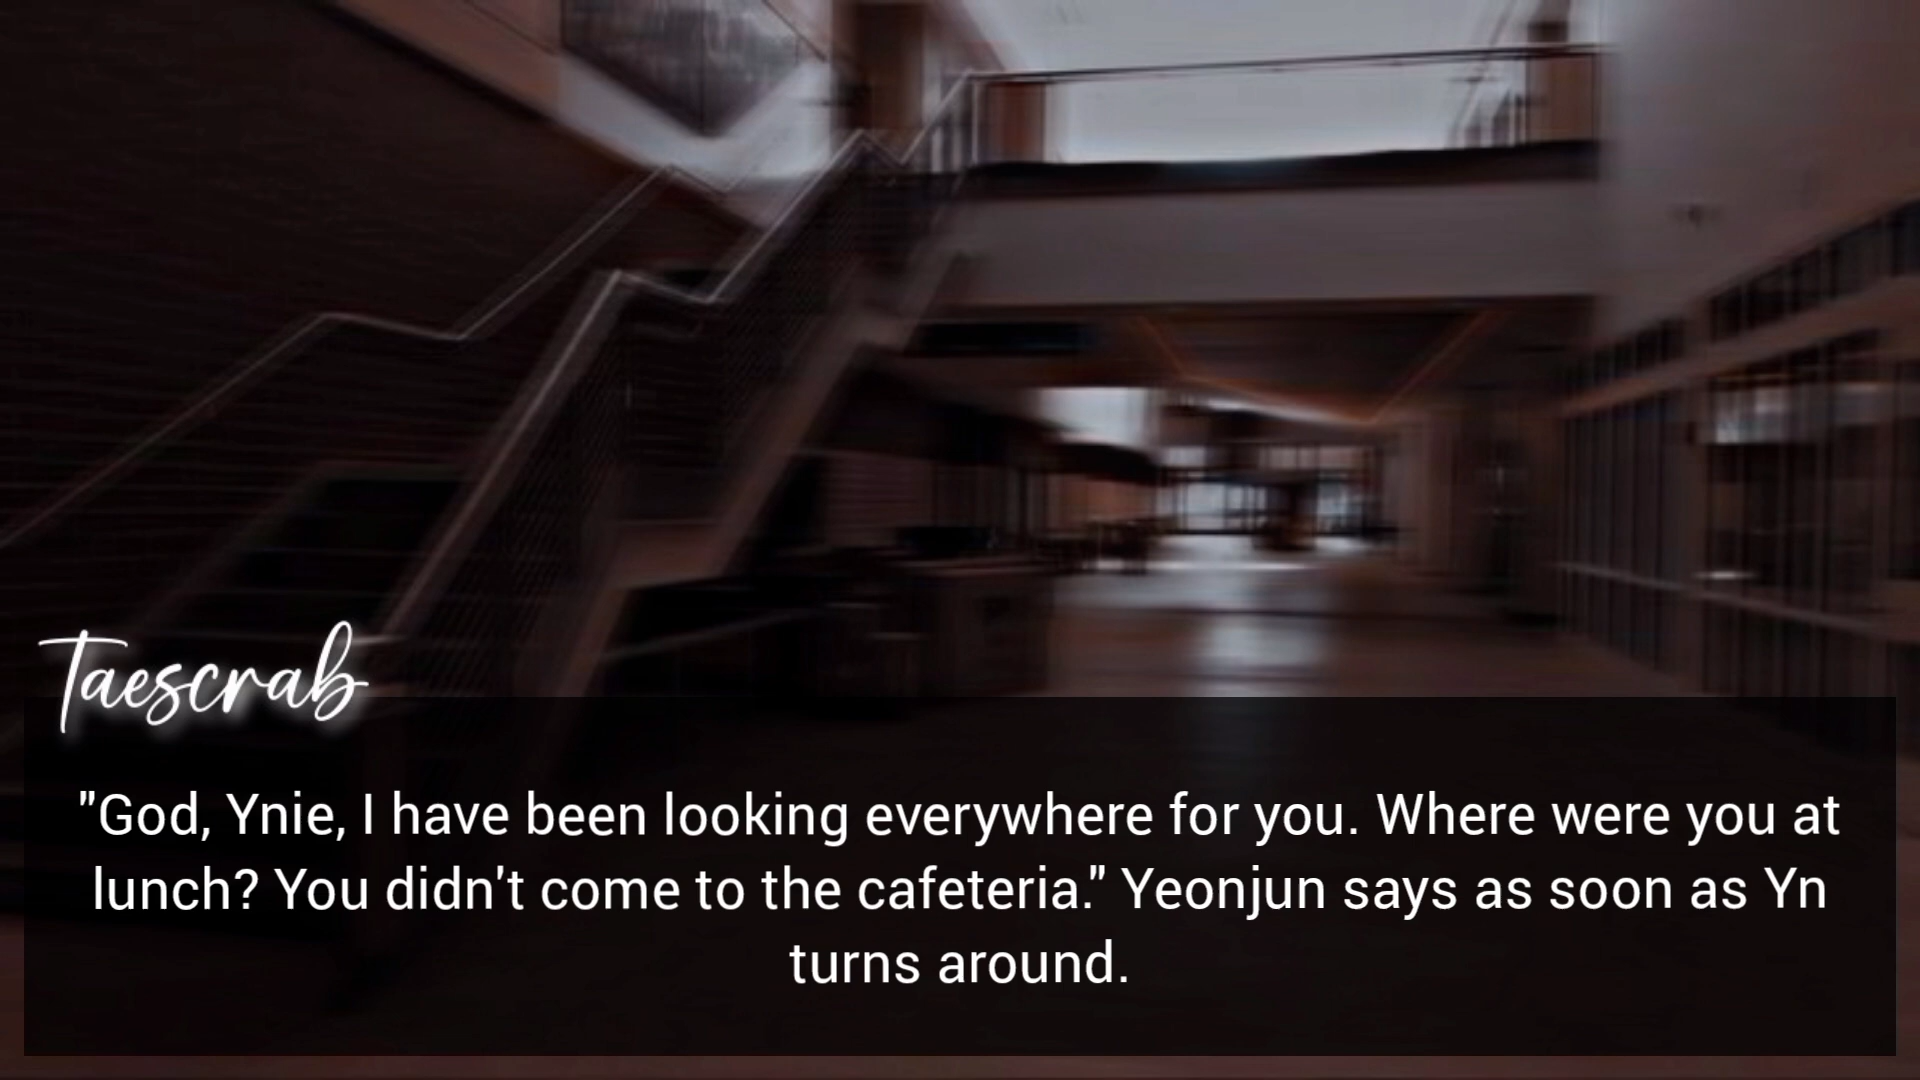 Taescrab
"God, Ynie, I have been looking everywhere for you. Where were you at
lunch? You didn't come to the cafeteria." Yeonjun says as soon as Yn
turns around.